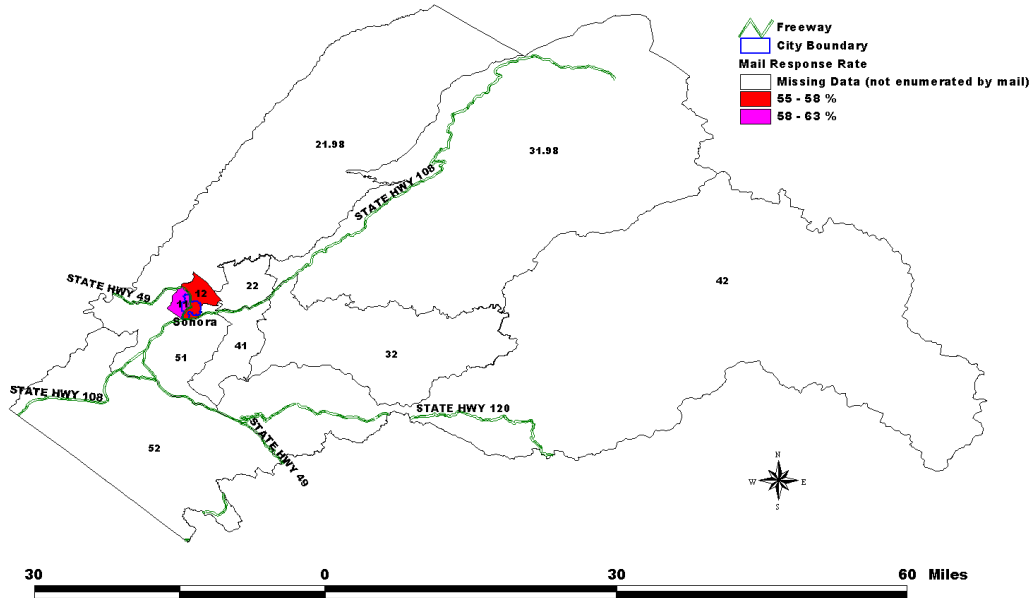 Freeway
City Boundary
Mail Response Rate
Missing Data (not enumerated by mail)
55 - 58 %
58 - 63 %
21.98
31.98
STATE HWY 108
42
STATE HWY 49
12
22
11
Sonora
51
41
32
STATE HWY 108
STATE HWY 120
STATE HWY 49
52
N
W E
S
30 0 30 60 Miles